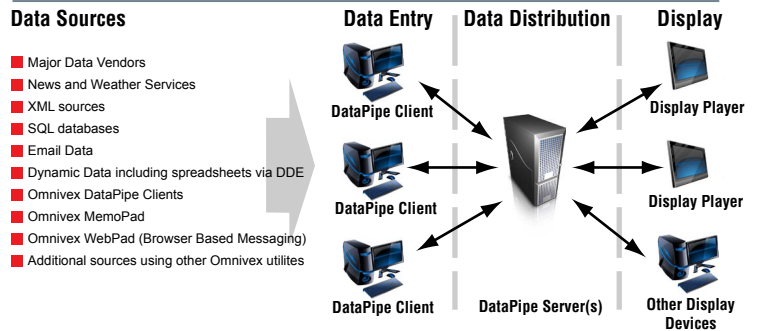 Data Sources
Data Entry
Data Distribution
Display
Major Data Vendors
News and Weather Services
XML sources
SQL databases
Email Data
Dynamic Data including spreadsheets via DDE
Omnivex DataPipe Clients
Omnivex MemoPad
Omnivex WebPad (Browser Based Messaging)
Additional sources using other Omnivex utilites
DataPipe Client
DataPipe Client
DataPipe Client
DataPipe Server(s)
Display Player
Display Player
Other Display
Devices